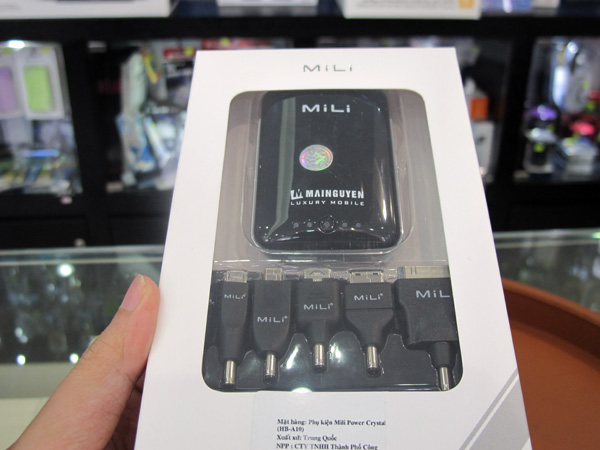 MiLi
MiLi
MAINGUYEN
LUXURY MOBILE
MiLi
MiLi
MiLi
MiLi
MiLi
Mặt hàng: Phụ kiện Mili Power Crystal
(HB-A10)
Xuất xứ: Trung Quốc
NPP : CTY TNHH Thành Phố Công